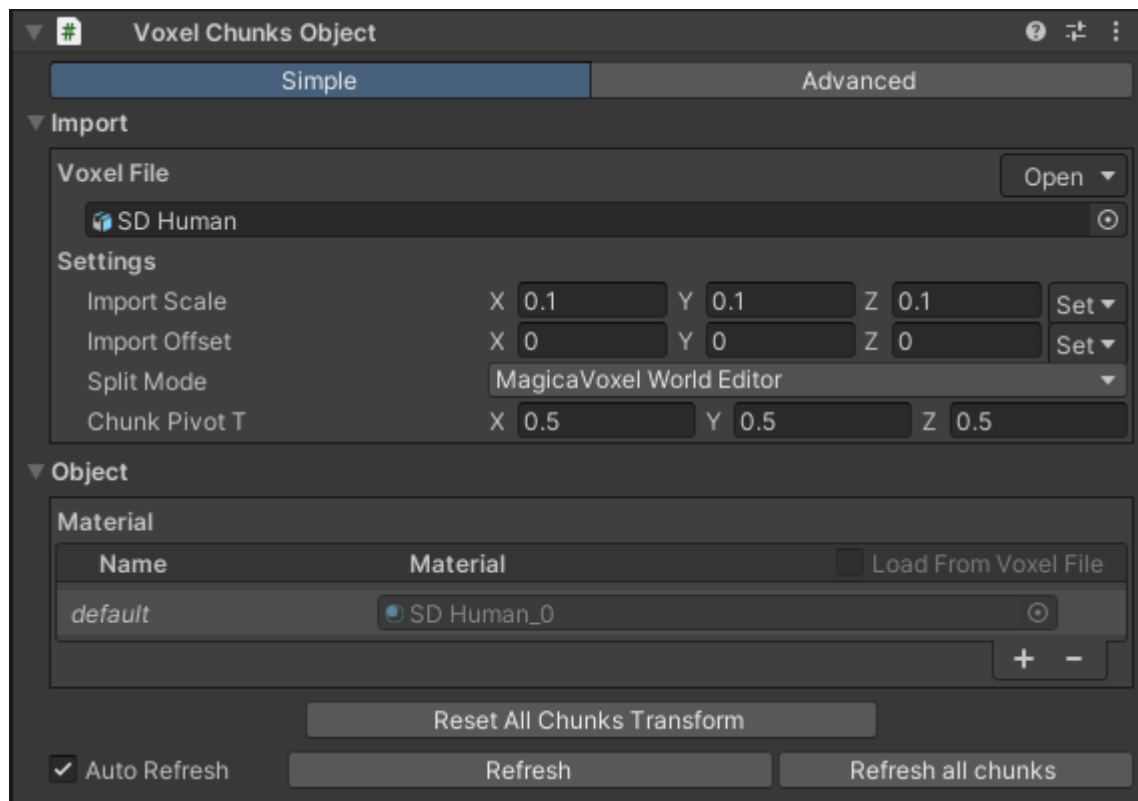 # Voxel Chunks Object
Simple Advanced
Import
Voxel File Open
SD Human
Settings
Import Scale X 0.1 Y 0.1 Z 0.1 Set
Import Offset X 0 Y 0 Z 0 Set
Split Mode MagicaVoxel World Editor
Chunk Pivot T X 0.5 Y 0.5 Z 0.5
Object
Material
Name Material Load From Voxel File
default SD Human_0
+ −
Reset All Chunks Transform
Auto Refresh Refresh Refresh all chunks